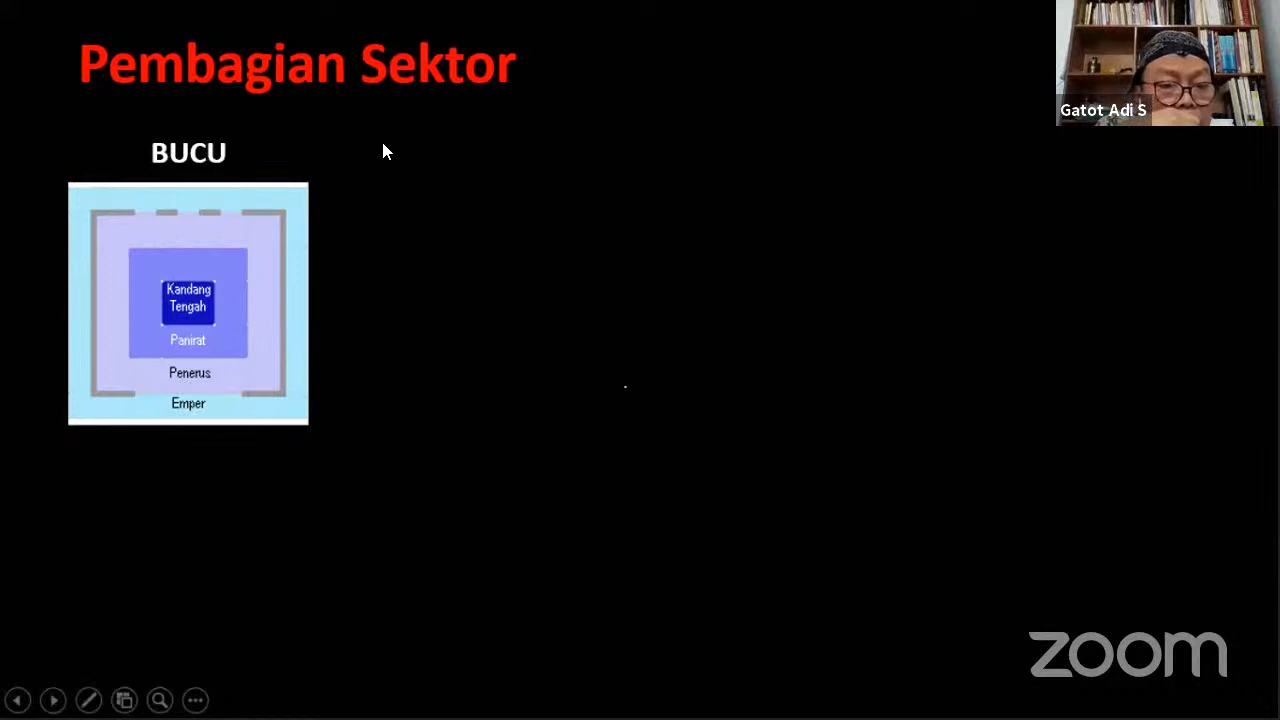 Pembagian Sektor
Gatot Adi S
BUCU
Kandang
Tengah
Panirat
Penerus
Emper
zoom